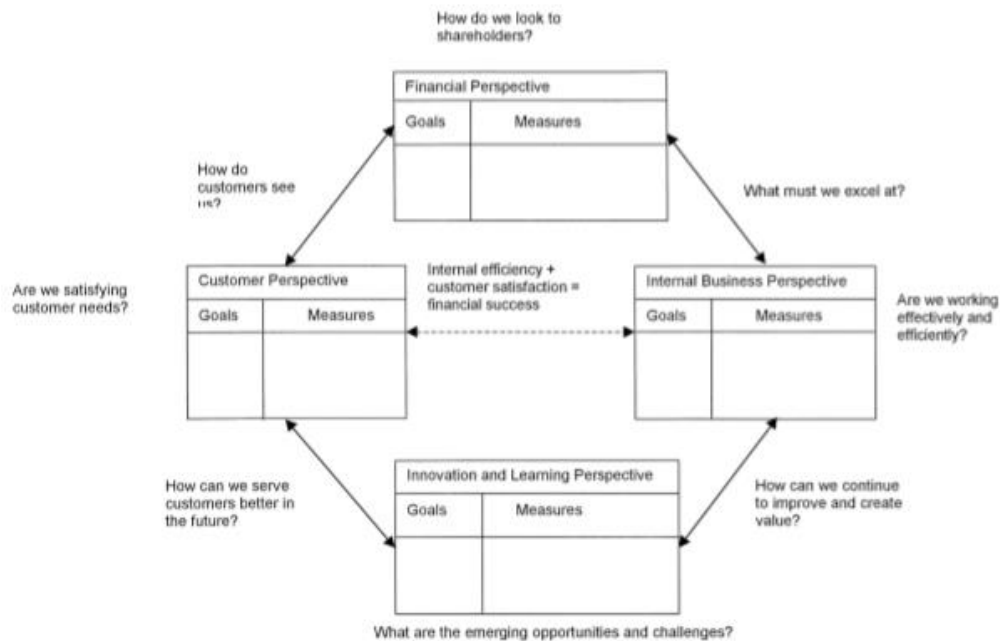 How do we look to
shareholders?
Financial Perspective
Goals Measures
How do
customers see
us?
What must we excel at?
Customer Perspective
Goals Measures
Internal efficiency +
customer satisfaction =
financial success
Internal Business Perspective
Goals Measures
Are we satisfying
customer needs?
Are we working
effectively and
efficiently?
Innovation and Learning Perspective
Goals Measures
How can we serve
customers better in
the future?
How can we continue
to improve and create
value?
What are the emerging opportunities and challenges?